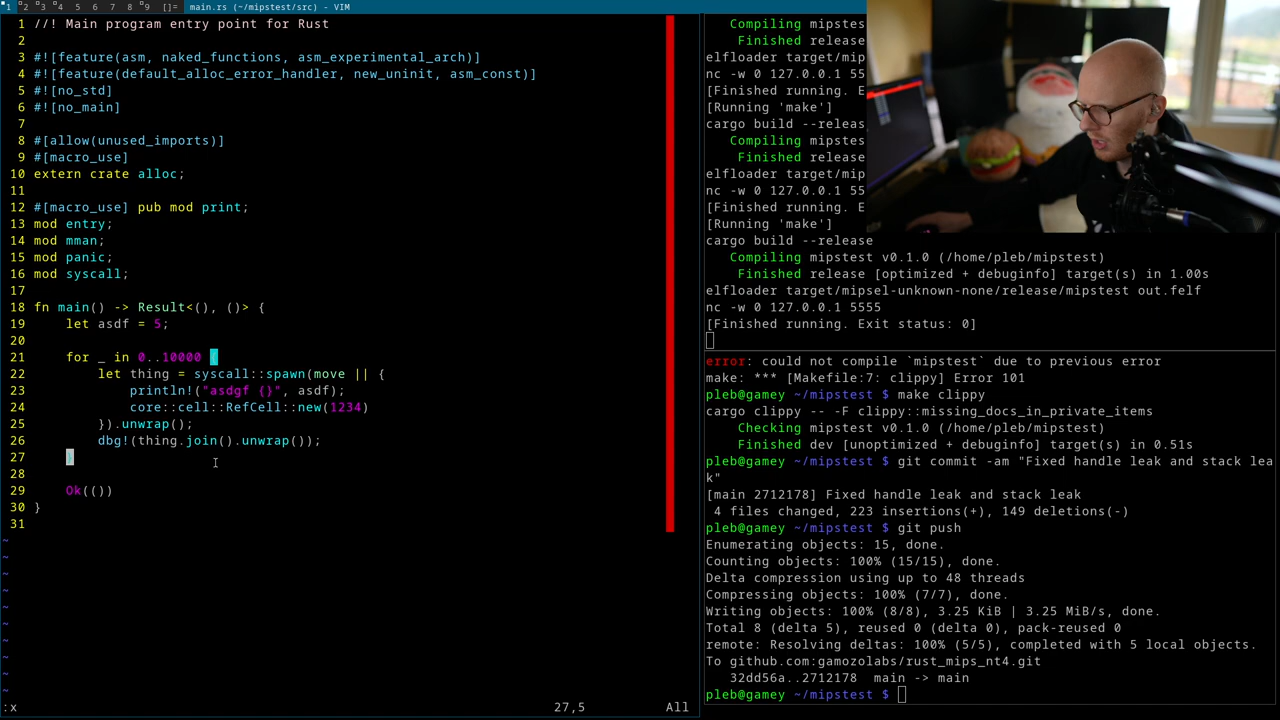 1 2 3 4 5 6 7 8 9 []= main.rs (~/mipstest/src) - VIM
1 //! Main program entry point for Rust
2
3 #![feature(asm, naked_functions, asm_experimental_arch)]
4 #![feature(default_alloc_error_handler, new_uninit, asm_const)]
5 #![no_std]
6 #![no_main]
7
8 #[allow(unused_imports)]
9 #[macro_use]
10 extern crate alloc;
11
12 #[macro_use] pub mod print;
13 mod entry;
14 mod mman;
15 mod panic;
16 mod syscall;
17
18 fn main() -> Result<(), ()> {
19     let asdf = 5;
20
21     for _ in 0..10000 {
22         let thing = syscall::spawn(move || {
23             println!("asdgf {}", asdf);
24             core::cell::RefCell::new(1234)
25         }).unwrap();
26         dbg!(thing.join().unwrap());
27     }
28
29     Ok(())
30 }
31
~
~
~
~
~
~
~
~
~
~
:x 27,5 All
Compiling mipstes
Finished release
elfloader target/mip
nc -w 0 127.0.0.1 55
[Finished running. E
[Running 'make']
cargo build --releas
Compiling mipstes
Finished release
elfloader target/mip
nc -w 0 127.0.0.1 55
[Finished running. E
[Running 'make']
cargo build --release
Compiling mipstest v0.1.0 (/home/pleb/mipstest)
Finished release [optimized + debuginfo] target(s) in 1.00s
elfloader target/mipsel-unknown-none/release/mipstest out.felf
nc -w 0 127.0.0.1 5555
[Finished running. Exit status: 0]
error: could not compile `mipstest` due to previous error
make: *** [Makefile:7: clippy] Error 101
pleb@gamey ~/mipstest $ make clippy
cargo clippy -- -F clippy::missing_docs_in_private_items
Checking mipstest v0.1.0 (/home/pleb/mipstest)
Finished dev [unoptimized + debuginfo] target(s) in 0.51s
pleb@gamey ~/mipstest $ git commit -am "Fixed handle leak and stack lea
k"
[main 2712178] Fixed handle leak and stack leak
4 files changed, 223 insertions(+), 149 deletions(-)
pleb@gamey ~/mipstest $ git push
Enumerating objects: 15, done.
Counting objects: 100% (15/15), done.
Delta compression using up to 48 threads
Compressing objects: 100% (7/7), done.
Writing objects: 100% (8/8), 3.25 KiB | 3.25 MiB/s, done.
Total 8 (delta 5), reused 0 (delta 0), pack-reused 0
remote: Resolving deltas: 100% (5/5), completed with 5 local objects.
To github.com:gamozolabs/rust_mips_nt4.git
32dd56a..2712178  main -> main
pleb@gamey ~/mipstest $